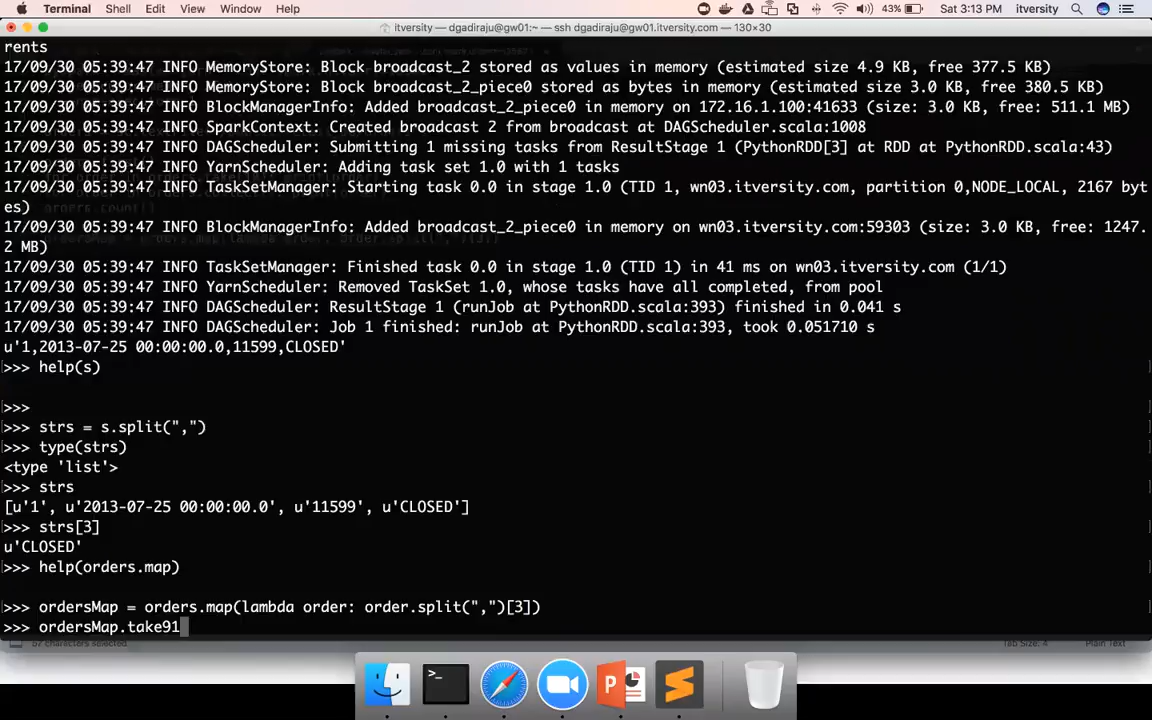 Terminal Shell Edit View Window Help 43% Sat 3:13 PM itversity
itversity — dgadiraju@gw01:~ — ssh dgadiraju@gw01.itversity.com — 130×30
rents
17/09/30 05:39:47 INFO MemoryStore: Block broadcast_2 stored as values in memory (estimated size 4.9 KB, free 377.5 KB)
17/09/30 05:39:47 INFO MemoryStore: Block broadcast_2_piece0 stored as bytes in memory (estimated size 3.0 KB, free 380.5 KB)
17/09/30 05:39:47 INFO BlockManagerInfo: Added broadcast_2_piece0 in memory on 172.16.1.100:41633 (size: 3.0 KB, free: 511.1 MB)
17/09/30 05:39:47 INFO SparkContext: Created broadcast 2 from broadcast at DAGScheduler.scala:1008
17/09/30 05:39:47 INFO DAGScheduler: Submitting 1 missing tasks from ResultStage 1 (PythonRDD[3] at RDD at PythonRDD.scala:43)
17/09/30 05:39:47 INFO YarnScheduler: Adding task set 1.0 with 1 tasks
17/09/30 05:39:47 INFO TaskSetManager: Starting task 0.0 in stage 1.0 (TID 1, wn03.itversity.com, partition 0,NODE_LOCAL, 2167 byt
es)
17/09/30 05:39:47 INFO BlockManagerInfo: Added broadcast_2_piece0 in memory on wn03.itversity.com:59303 (size: 3.0 KB, free: 1247.
2 MB)
17/09/30 05:39:47 INFO TaskSetManager: Finished task 0.0 in stage 1.0 (TID 1) in 41 ms on wn03.itversity.com (1/1)
17/09/30 05:39:47 INFO YarnScheduler: Removed TaskSet 1.0, whose tasks have all completed, from pool
17/09/30 05:39:47 INFO DAGScheduler: ResultStage 1 (runJob at PythonRDD.scala:393) finished in 0.041 s
17/09/30 05:39:47 INFO DAGScheduler: Job 1 finished: runJob at PythonRDD.scala:393, took 0.051710 s
u'1,2013-07-25 00:00:00.0,11599,CLOSED'
>>> help(s)
>>>
>>> strs = s.split(",")
>>> type(strs)
<type 'list'>
>>> strs
[u'1', u'2013-07-25 00:00:00.0', u'11599', u'CLOSED']
>>> strs[3]
u'CLOSED'
>>> help(orders.map)
>>> ordersMap = orders.map(lambda order: order.split(",")[3])
>>> ordersMap.take91
57 characters selected Tab Size: 4 Plain Text